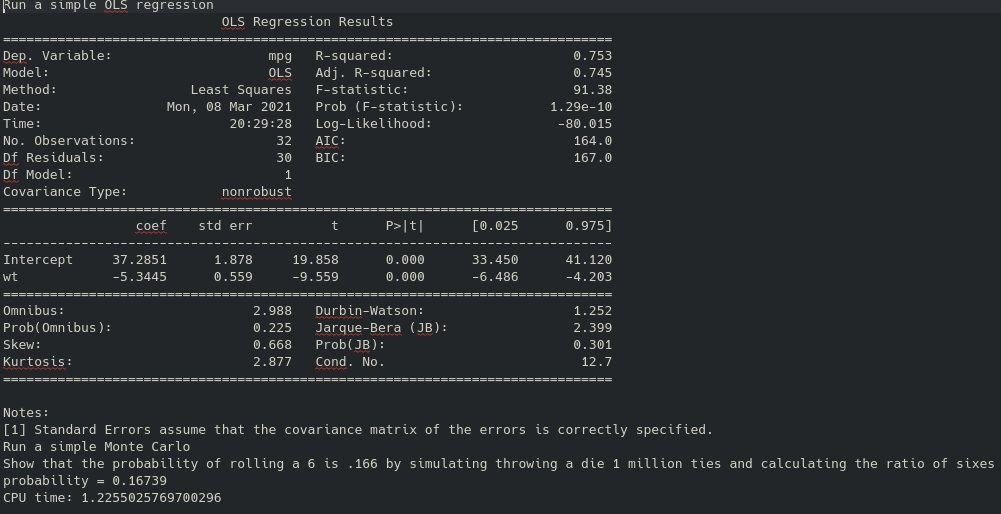 Run a simple OLS regression
OLS Regression Results
==============================================================================
Dep. Variable: mpg R-squared: 0.753
Model: OLS Adj. R-squared: 0.745
Method: Least Squares F-statistic: 91.38
Date: Mon, 08 Mar 2021 Prob (F-statistic): 1.29e-10
Time: 20:29:28 Log-Likelihood: -80.015
No. Observations: 32 AIC: 164.0
Df Residuals: 30 BIC: 167.0
Df Model: 1
Covariance Type: nonrobust
==============================================================================
coef std err t P>|t| [0.025 0.975]
------------------------------------------------------------------------------
Intercept 37.2851 1.878 19.858 0.000 33.450 41.120
wt -5.3445 0.559 -9.559 0.000 -6.486 -4.203
==============================================================================
Omnibus: 2.988 Durbin-Watson: 1.252
Prob(Omnibus): 0.225 Jarque-Bera (JB): 2.399
Skew: 0.668 Prob(JB): 0.301
Kurtosis: 2.877 Cond. No. 12.7
==============================================================================
Notes:
[1] Standard Errors assume that the covariance matrix of the errors is correctly specified.
Run a simple Monte Carlo
Show that the probability of rolling a 6 is .166 by simulating throwing a die 1 million ties and calculating the ratio of sixes
probability = 0.16739
CPU time: 1.2255025769700296